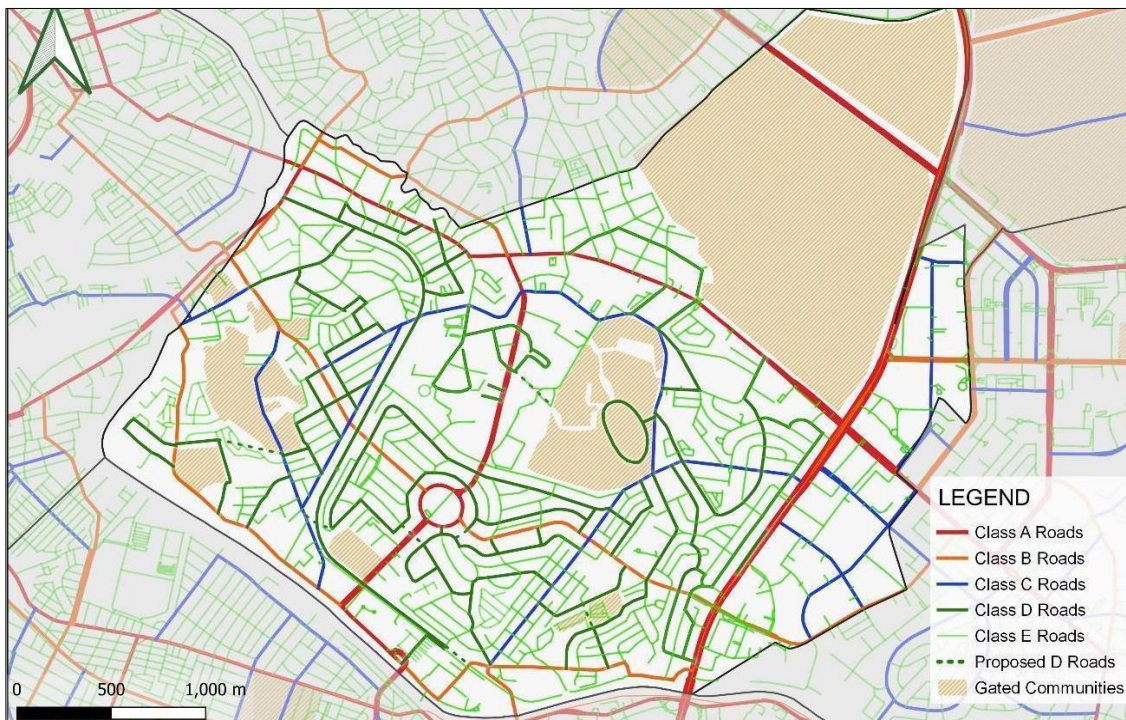 LEGEND
Class A Roads
Class B Roads
Class C Roads
Class D Roads
Class E Roads
Proposed D Roads
Gated Communities
0 500 1,000 m